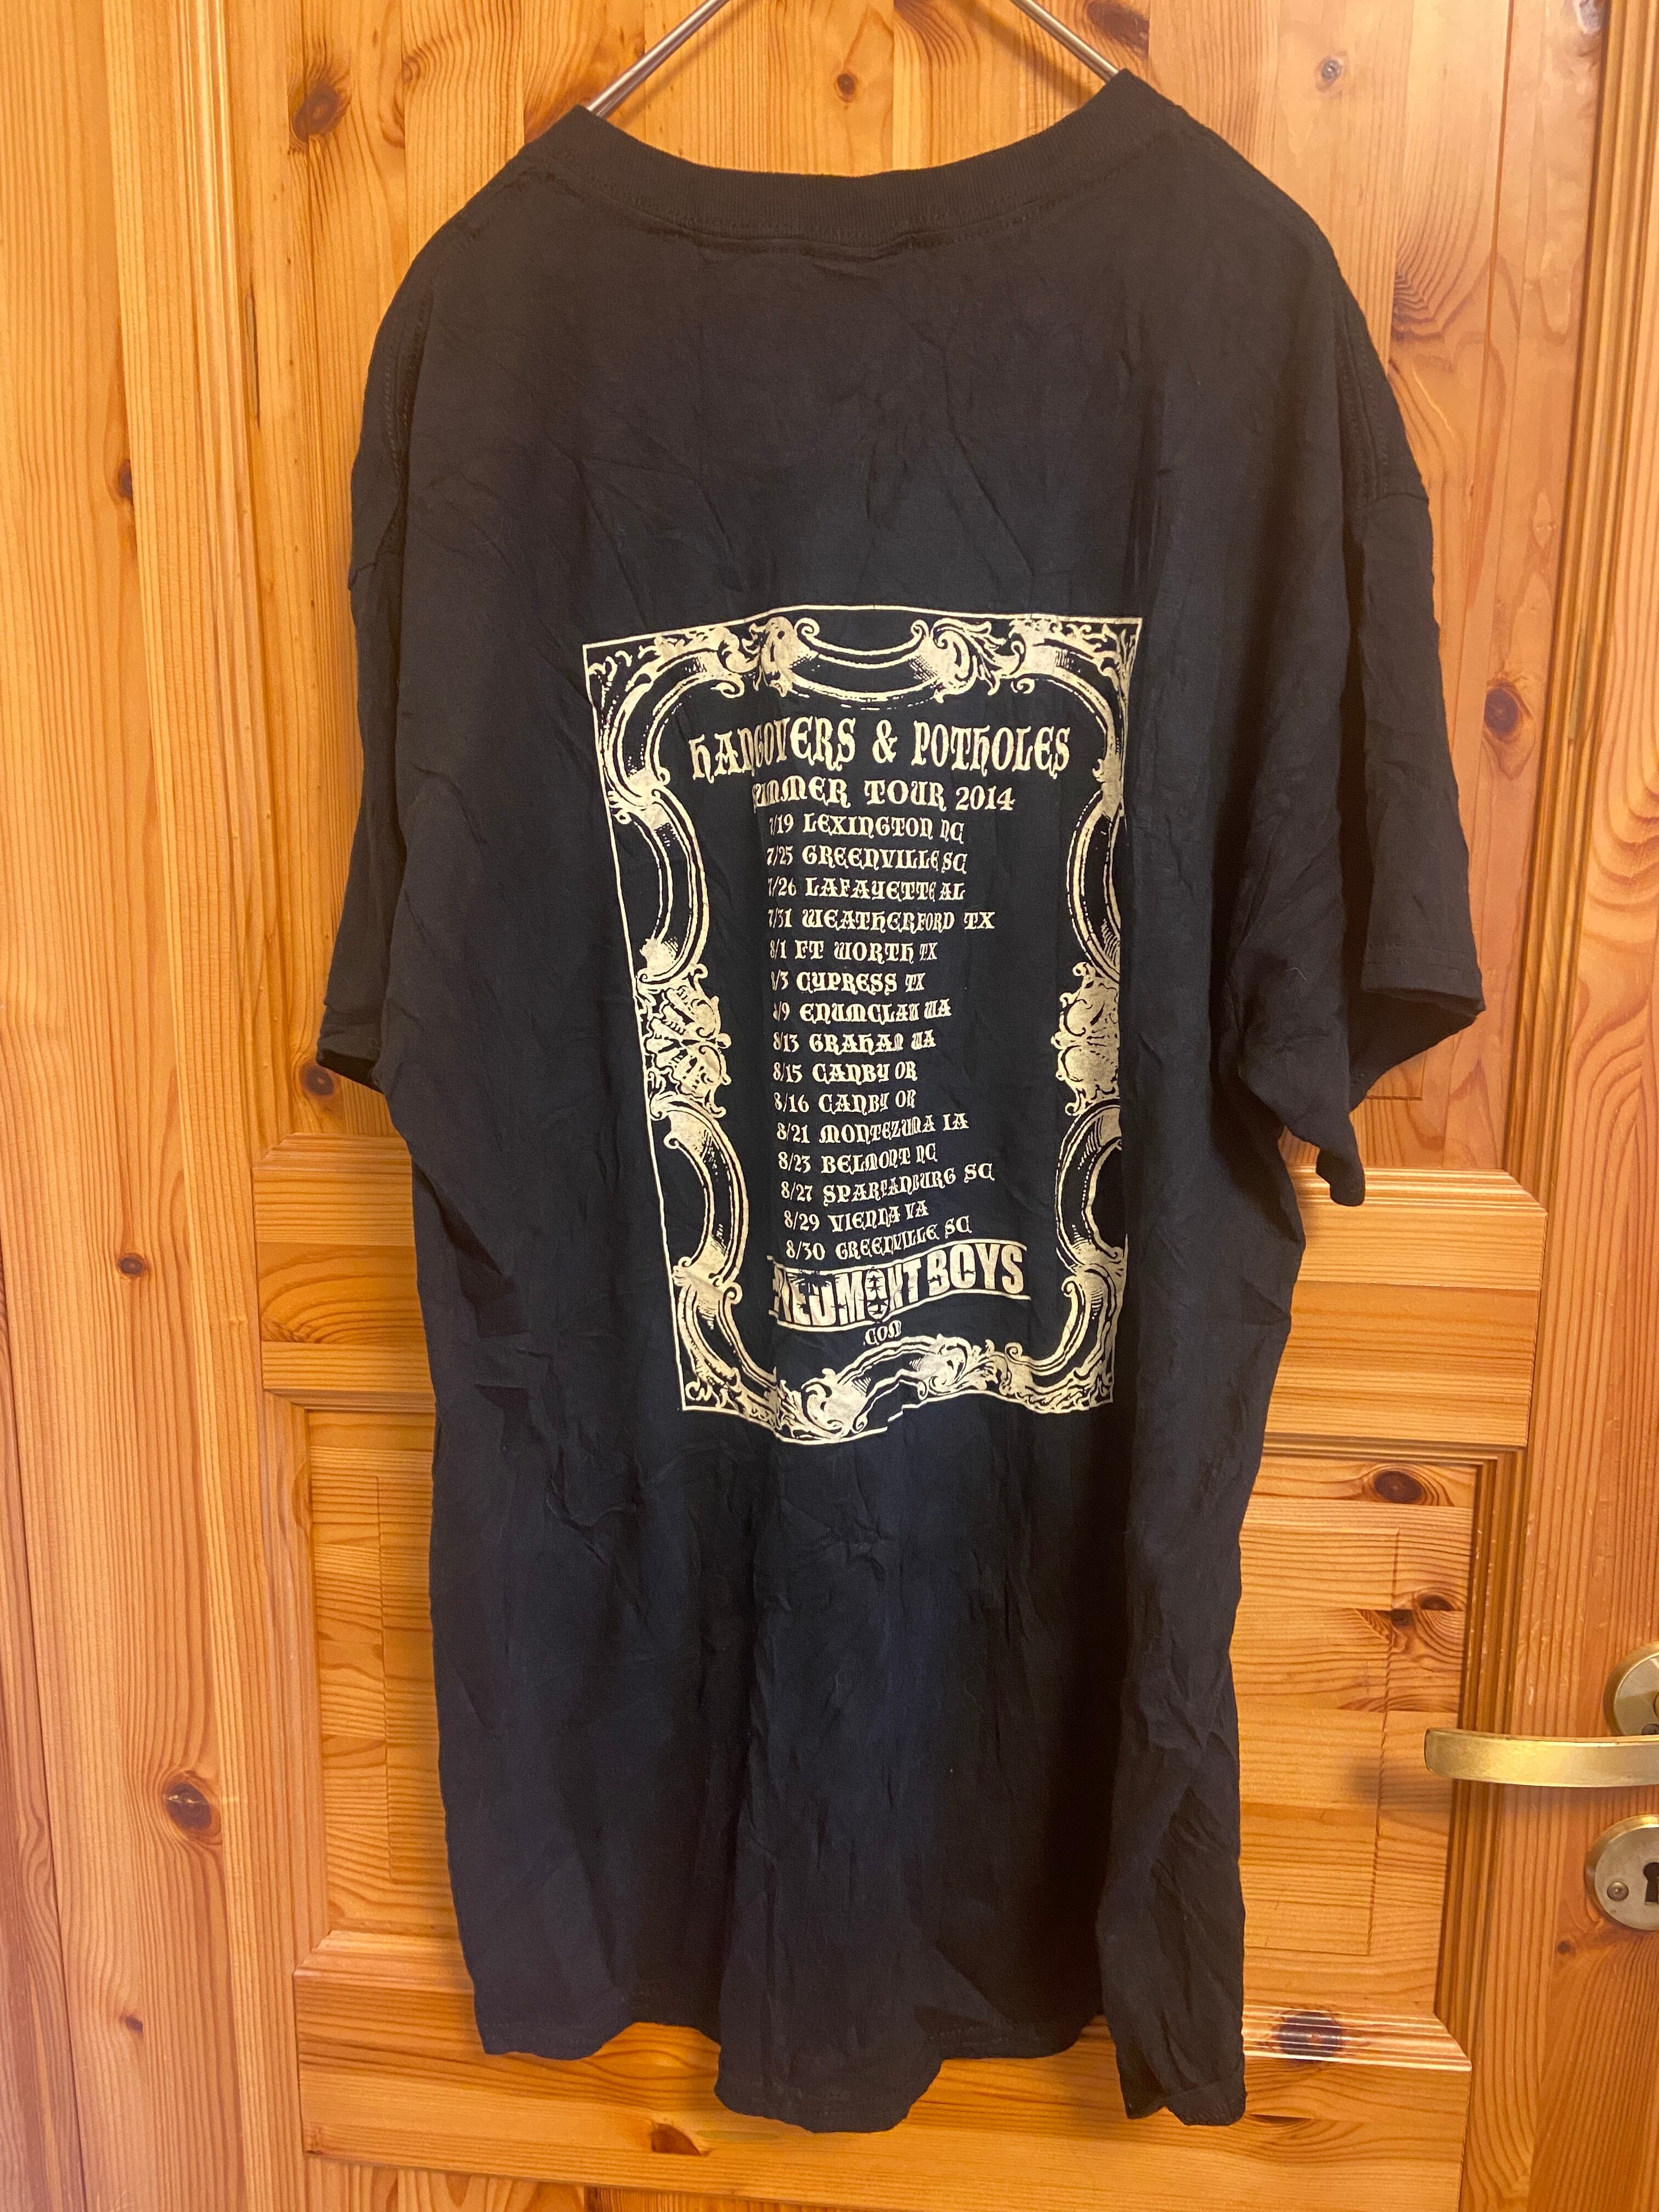 HANGOVERS & POTHOLES
SUMMER TOUR 2014
7/19 LEXINGTON NC
7/25 GREENVILLE SC
7/26 LAFAYETTE AL
7/31 WEATHERFORD TX
8/1 FT WORTH TX
8/3 CYPRESS TX
8/9 ENUMCLAW WA
8/13 GRAHAM WA
8/15 CANBY OR
8/16 CANBY OR
8/21 MONTEZUMA IA
8/23 BELMONT NC
8/27 SPARTANBURG SC
8/29 VIENNA VA
8/30 GREENVILLE SC
PIEDMONT BOYS
.COM